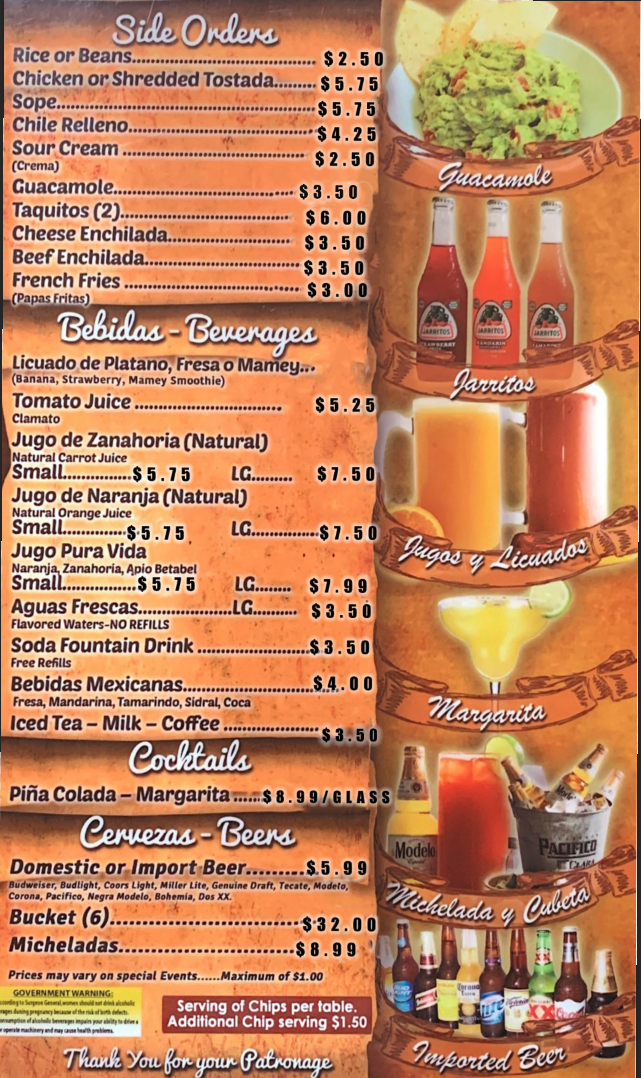 Side Orders
Rice or Beans.................................... $2.50
Chicken or Shredded Tostada....... $5.75
Sope.................................................. $5.75
Chile Relleno.................................... $4.25
Sour Cream ..................................... $2.50
(Crema)
Guacamole................................... $3.50
Taquitos (2)................................. $6.00
Cheese Enchilada........................ $3.50
Beef Enchilada............................ $3.50
French Fries ................................. $3.00
(Papas Fritas)
Bebidas - Beverages
Licuado de Platano, Fresa o Mamey...
(Banana, Strawberry, Mamey Smoothie)
Tomato Juice ............................ $5.25
Clamato
Jugo de Zanahoria (Natural)
Natural Carrot Juice
Small.............$5.75 LG......... $7.50
Jugo de Naranja (Natural)
Natural Orange Juice
Small............$5.75 LG.............$7.50
Jugo Pura Vida
Naranja, Zanahoria, Apio Betabel
Small..............$5.75 LG........ $7.99
Aguas Frescas.................LG........ $3.50
Flavored Waters-NO REFILLS
Soda Fountain Drink .....................$3.50
Free Refills
Bebidas Mexicanas........................$4.00
Fresa, Mandarina, Tamarindo, Sidral, Coca
Iced Tea – Milk – Coffee ..................$3.50
Cocktails
Piña Colada – Margarita ......$8.99/GLASS
Cervezas - Beers
Domestic or Import Beer.........$5.99
Budweiser, Budlight, Coors Light, Miller Lite, Genuine Draft, Tecate, Modelo,
Corona, Pacifico, Negra Modelo, Bohemia, Dos XX.
Bucket (6)..............................$32.00
Micheladas............................$8.99
Prices may vary on special Events......Maximum of $1.00
GOVERNMENT WARNING:
ccording to Surgeon General, women should not drink alcoholic
rages dusing pregnancy because of the risk of birth defects.
onsumption of alcoholic beverages impairs your ability to drive a
r operate machinery and may cause health problems.
Serving of Chips per table.
Additional Chip serving $1.50
Thank You for your Patronage
Guacamole
JARRITOS
JARRITOS
JARRITOS
MANDARIN
Jarritos
Jugos y Licuados
Margarita
Modelo
PACIFICO
CLARA
Michelada y Cubeta
Corona
XX
Imported Beer